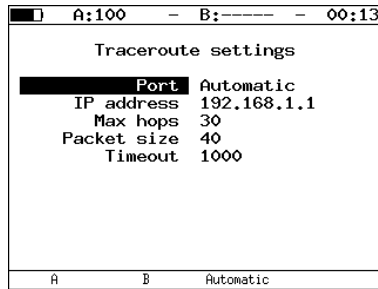 A:100 – B:----- – 00:13
Traceroute settings
Port Automatic
IP address 192.168.1.1
Max hops 30
Packet size 40
Timeout 1000
A B Automatic